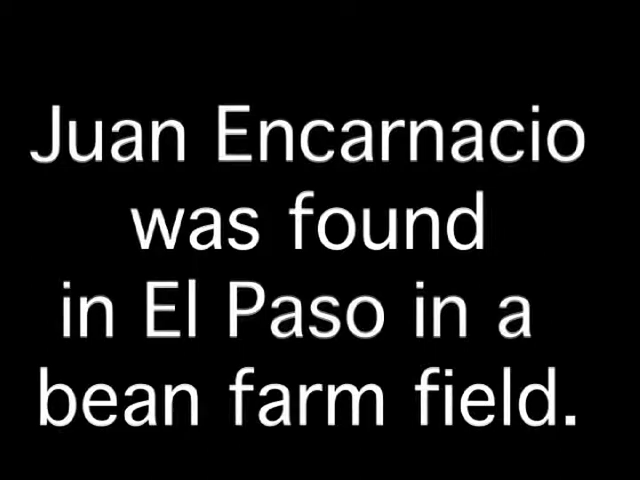 Juan Encarnacio
was found
in El Paso in a
bean farm field.